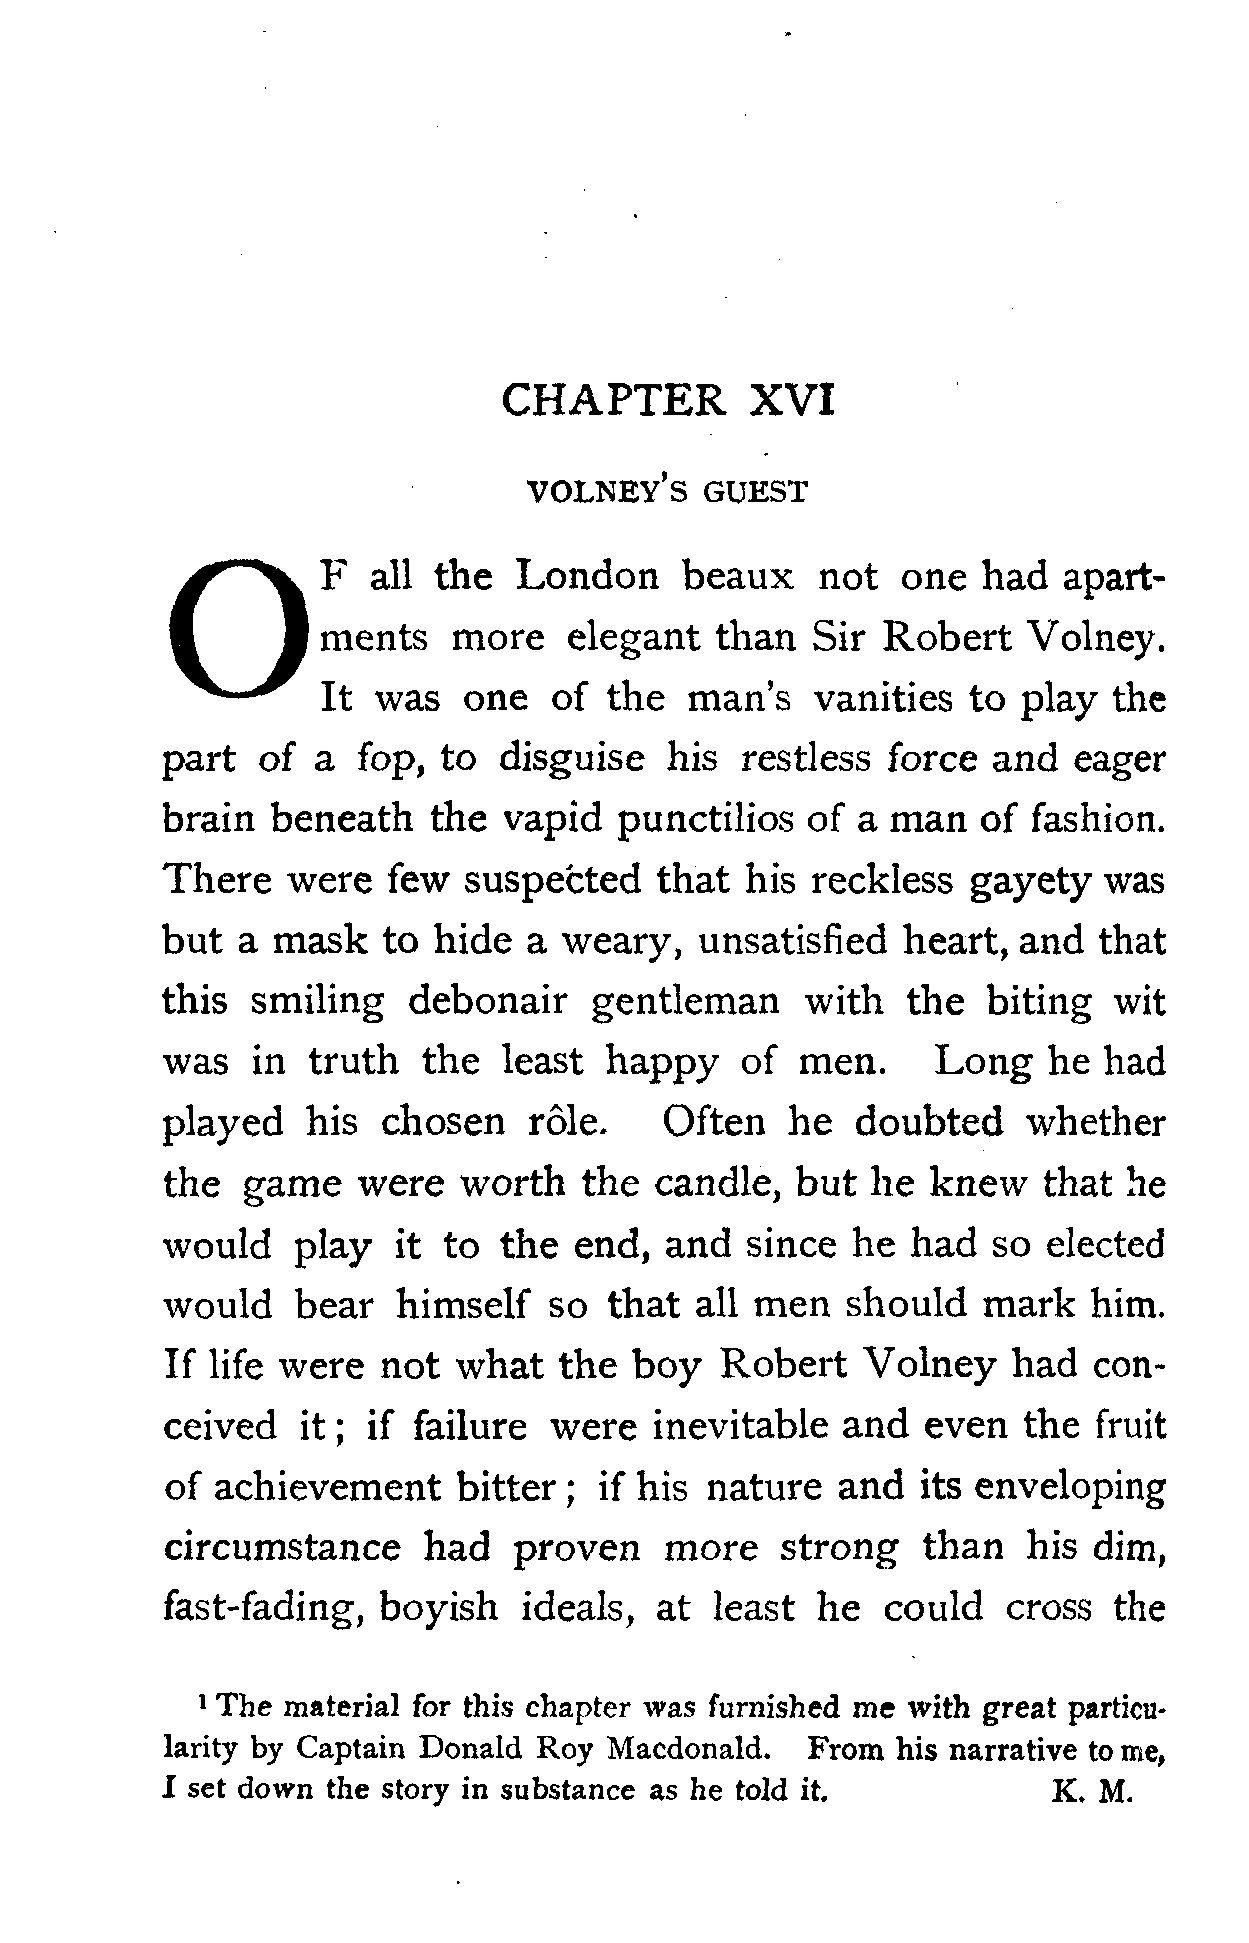 CHAPTER XVI
VOLNEY'S GUEST
OF all the London beaux not one had apart-
ments more elegant than Sir Robert Volney.
It was one of the man's vanities to play the
part of a fop, to disguise his restless force and eager
brain beneath the vapid punctilios of a man of fashion.
There were few suspected that his reckless gayety was
but a mask to hide a weary, unsatisfied heart, and that
this smiling debonair gentleman with the biting wit
was in truth the least happy of men. Long he had
played his chosen rôle. Often he doubted whether
the game were worth the candle, but he knew that he
would play it to the end, and since he had so elected
would bear himself so that all men should mark him.
If life were not what the boy Robert Volney had con-
ceived it; if failure were inevitable and even the fruit
of achievement bitter; if his nature and its enveloping
circumstance had proven more strong than his dim,
fast-fading, boyish ideals, at least he could cross the
¹ The material for this chapter was furnished me with great particu-
larity by Captain Donald Roy Macdonald. From his narrative to me,
I set down the story in substance as he told it. K. M.